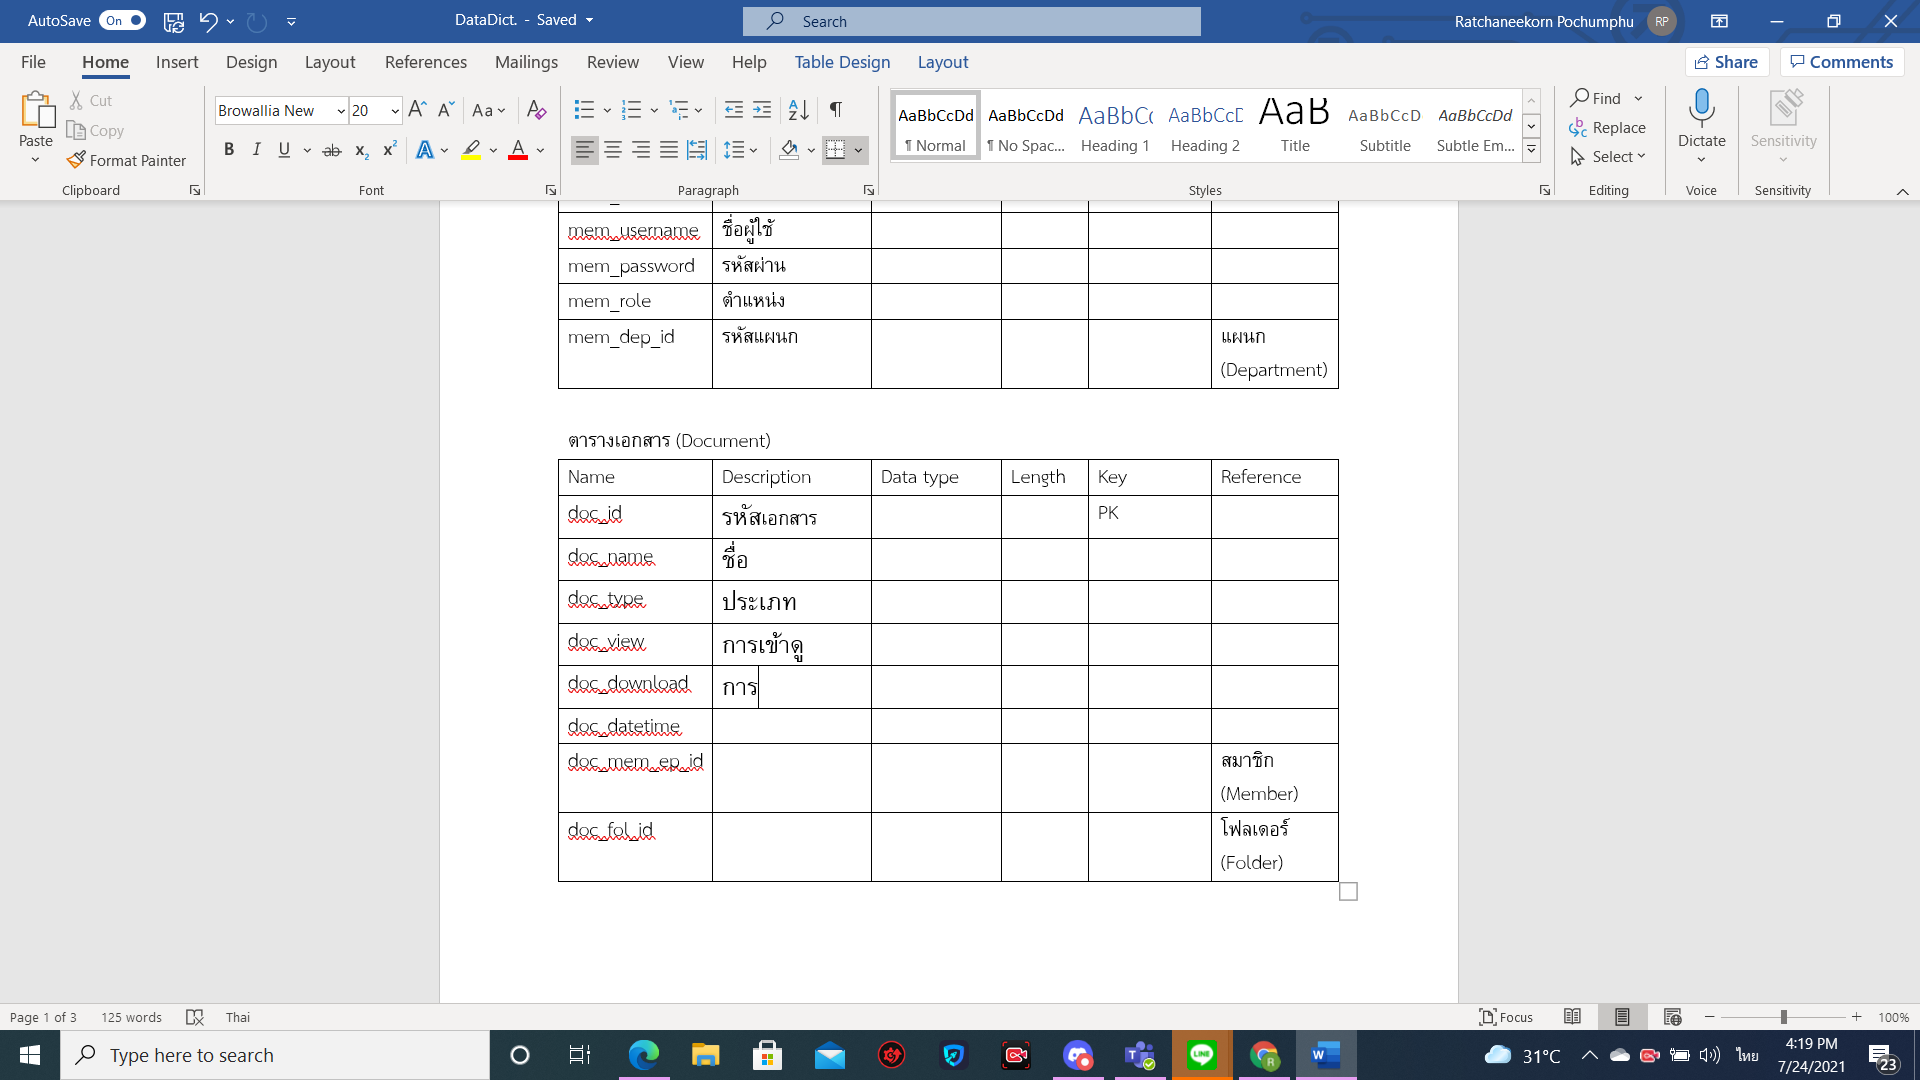 AutoSave On DataDict. - Saved Search Ratchaneekorn Pochumphu RP
File Home Insert Design Layout References Mailings Review View Help Table Design Layout Share Comments
Paste Cut Copy Format Painter Clipboard
Browallia New 20 Aa
B I U ab x2 x2 A A Font
Paragraph
AaBbCcDd AaBbCcDd AaBbCc AaBbCcC AaB AaBbCcD AaBbCcDd
¶ Normal ¶ No Spac... Heading 1 Heading 2 Title Subtitle Subtle Em...
Styles
Find Replace Select Editing
Dictate Voice
Sensitivity Sensitivity
mem_username ชื่อผู้ใช้
mem_password รหัสผ่าน
mem_role ตำแหน่ง
mem_dep_id รหัสแผนก แผนก
(Department)
ตารางเอกสาร (Document)
Name Description Data type Length Key Reference
doc_id รหัสเอกสาร PK
doc_name ชื่อ
doc_type ประเภท
doc_view การเข้าดู
doc_download การ
doc_datetime
doc_mem_ep_id สมาชิก
(Member)
doc_fol_id โฟลเดอร์
(Folder)
Page 1 of 3 125 words Thai Focus 100%
Type here to search 31°C ไทย 4:19 PM
7/24/2021 23